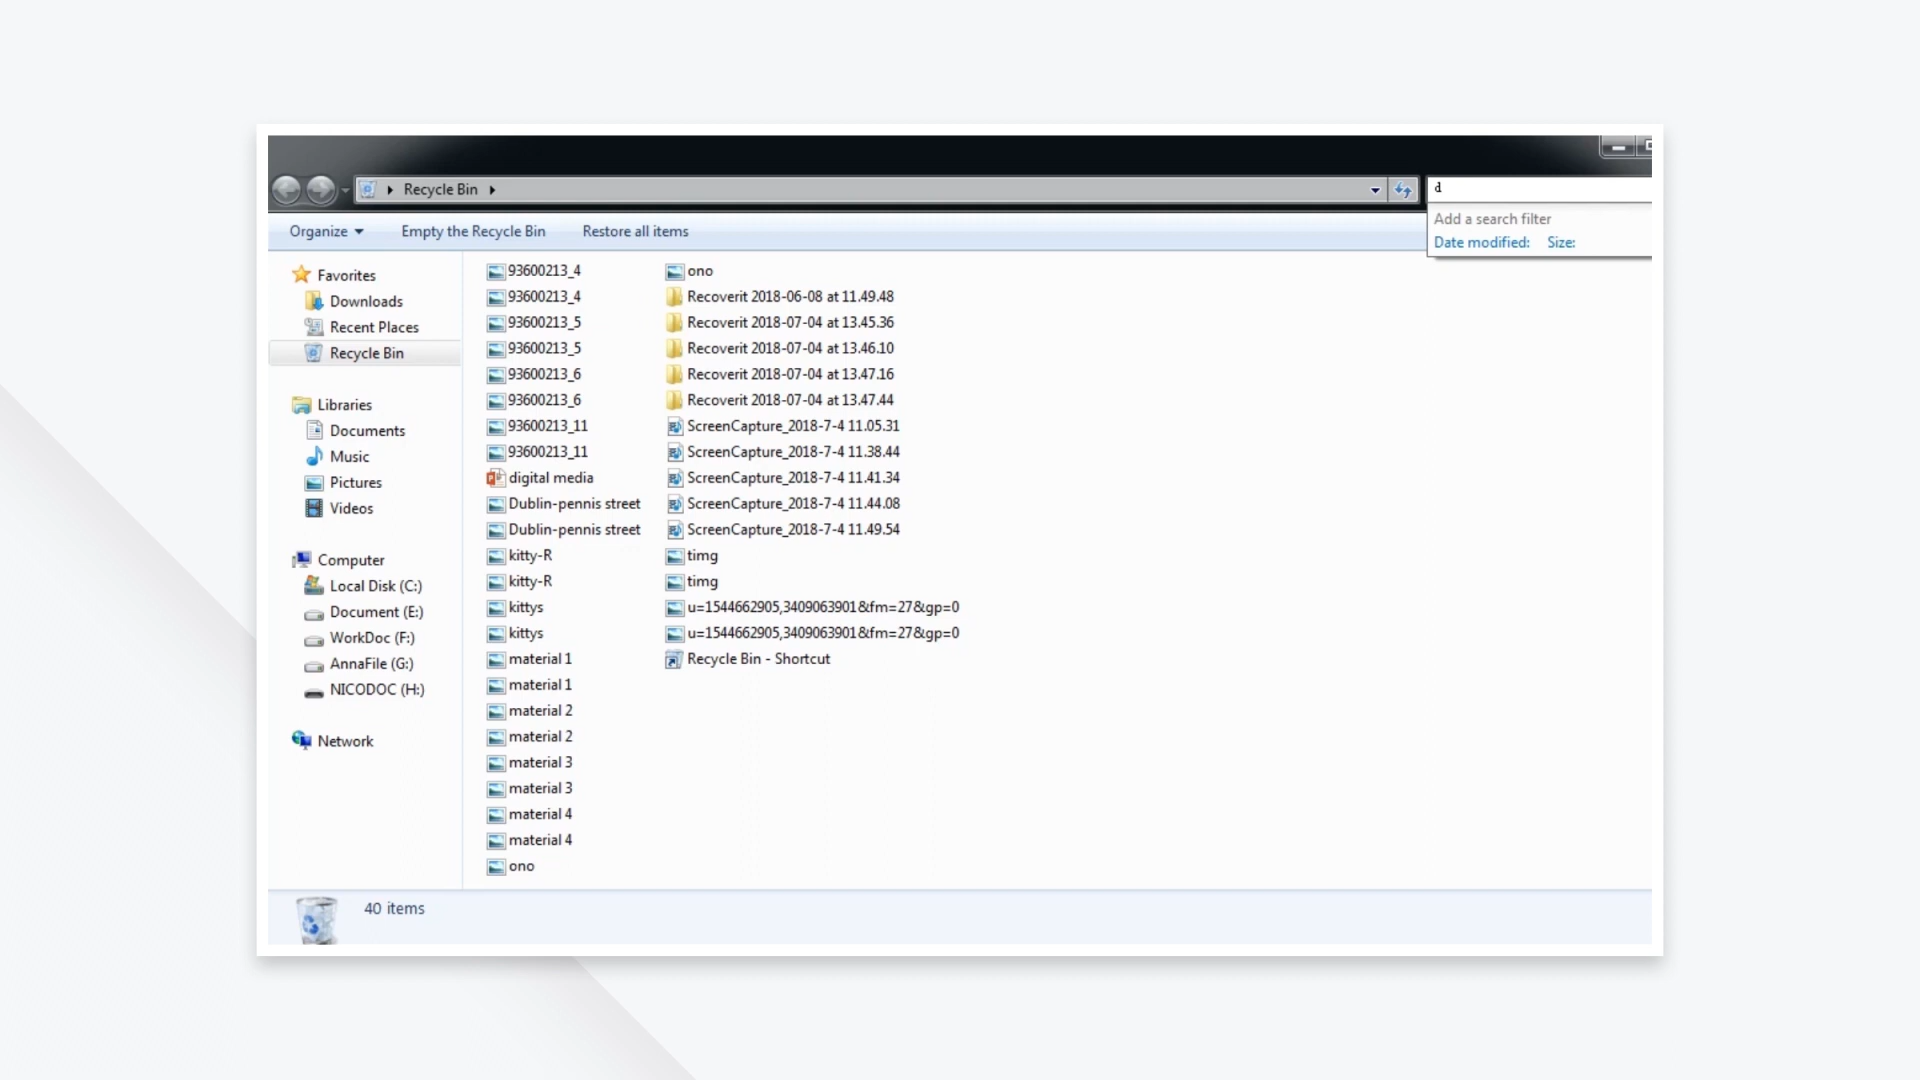 Recycle Bin
d
Add a search filter
Date modified: Size:
Organize
Empty the Recycle Bin
Restore all items
Favorites
Downloads
Recent Places
Recycle Bin
Libraries
Documents
Music
Pictures
Videos
Computer
Local Disk (C:)
Document (E:)
WorkDoc (F:)
AnnaFile (G:)
NICODOC (H:)
Network
93600213_4
93600213_4
93600213_5
93600213_5
93600213_6
93600213_6
93600213_11
93600213_11
digital media
Dublin-pennis street
Dublin-pennis street
kitty-R
kitty-R
kittys
kittys
material 1
material 1
material 2
material 2
material 3
material 3
material 4
material 4
ono
ono
Recoverit 2018-06-08 at 11.49.48
Recoverit 2018-07-04 at 13.45.36
Recoverit 2018-07-04 at 13.46.10
Recoverit 2018-07-04 at 13.47.16
Recoverit 2018-07-04 at 13.47.44
ScreenCapture_2018-7-4 11.05.31
ScreenCapture_2018-7-4 11.38.44
ScreenCapture_2018-7-4 11.41.34
ScreenCapture_2018-7-4 11.44.08
ScreenCapture_2018-7-4 11.49.54
timg
timg
u=1544662905,3409063901&fm=27&gp=0
u=1544662905,3409063901&fm=27&gp=0
Recycle Bin - Shortcut
40 items